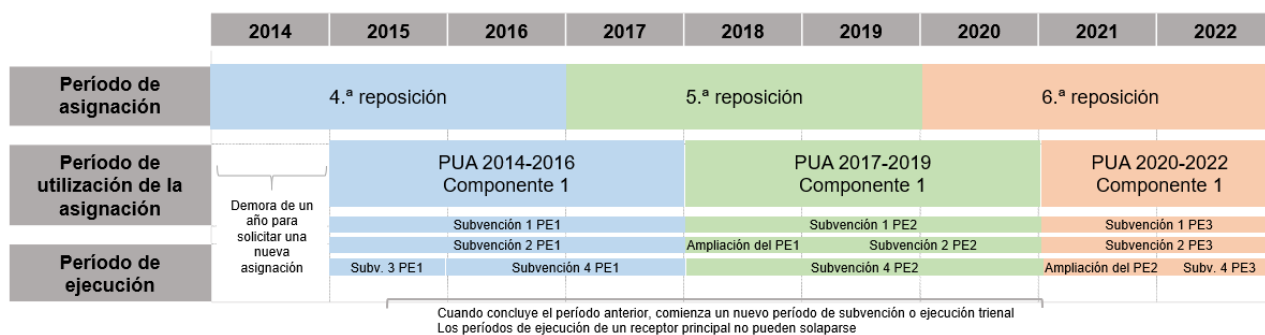 2014 2015 2016 2017 2018 2019 2020 2021 2022
Período de
asignación
4.ª reposición 5.ª reposición 6.ª reposición
Período de
utilización de la
asignación
Demora de un
año para
solicitar una
nueva
asignación
PUA 2014-2016
Componente 1
PUA 2017-2019
Componente 1
PUA 2020-2022
Componente 1
Subvención 1 PE1 Subvención 1 PE2 Subvención 1 PE3
Subvención 2 PE1 Ampliación del PE1 Subvención 2 PE2 Subvención 2 PE3
Período de
ejecución
Subv. 3 PE1 Subvención 4 PE1 Subvención 4 PE2 Ampliación del PE2 Subv. 4 PE3
Cuando concluye el período anterior, comienza un nuevo período de subvención o ejecución trienal
Los períodos de ejecución de un receptor principal no pueden solaparse